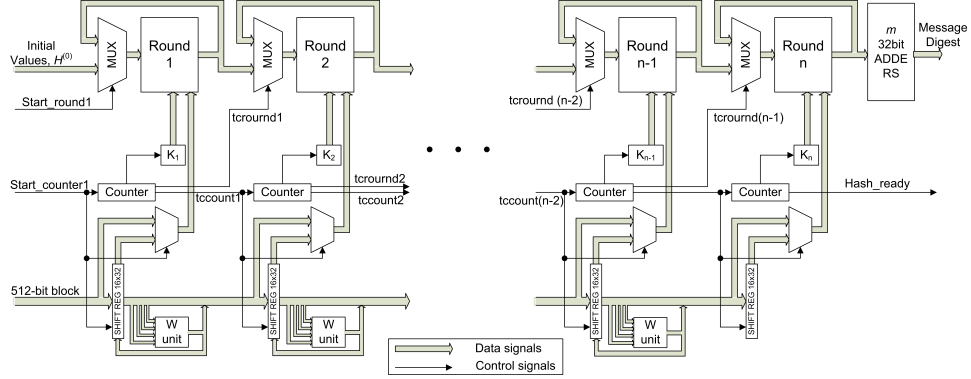 MUX
Round
1
MUX
Round
2
MUX
Round
n-1
MUX
Round
n
m
32bit
ADDE
RS
Message
Digest
Initial
Values, H(0)
Start_round1
tcrournd1
tcrournd (n-2)
tcrournd(n-1)
K1
K2
Kn-1
Kn
• • •
Start_counter1
Counter
tccount1
Counter
tcrournd2
tccount2
tccount(n-2)
Counter
Counter
Hash_ready
512-bit block
SHIFT REG 16x32
W
unit
SHIFT REG 16x32
W
unit
SHIFT REG 16x32
W
unit
SHIFT REG 16x32
Data signals
Control signals